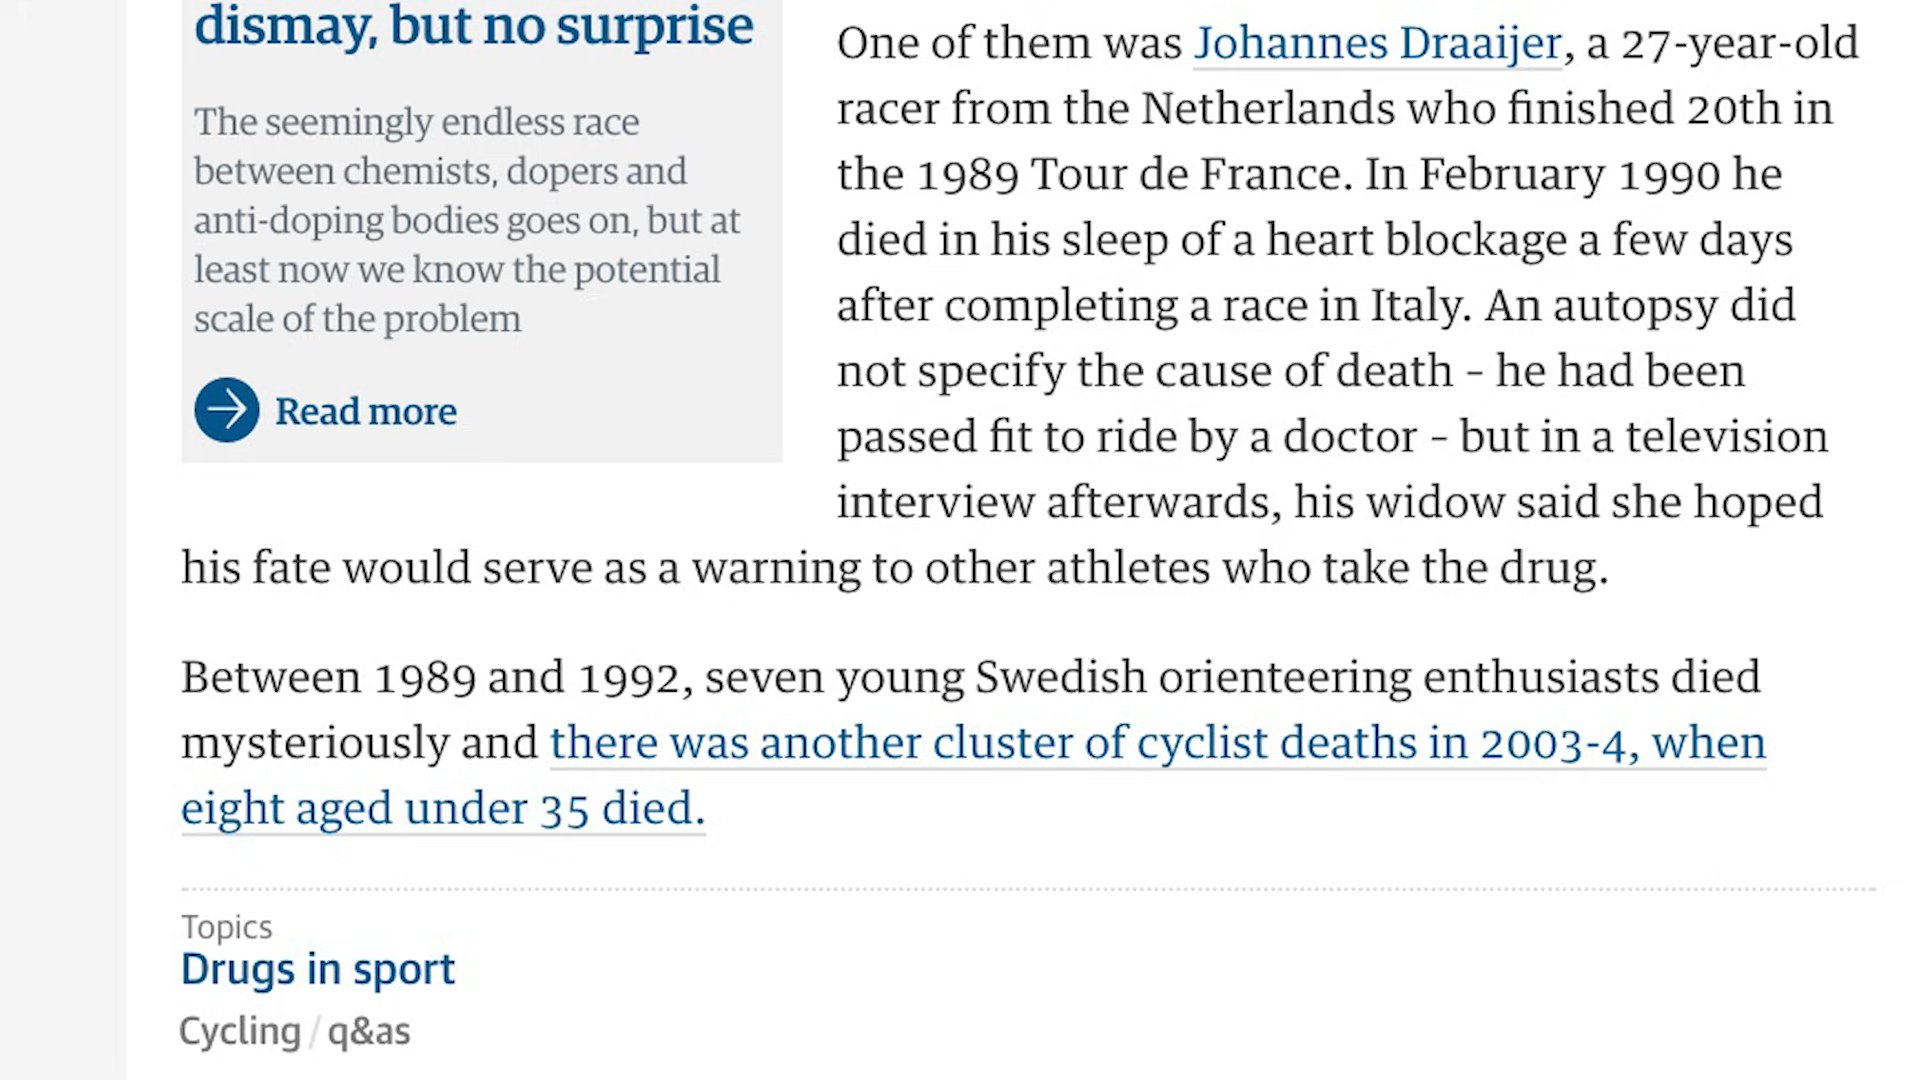 dismay, but no surprise
The seemingly endless race
between chemists, dopers and
anti-doping bodies goes on, but at
least now we know the potential
scale of the problem
Read more
One of them was Johannes Draaijer, a 27-year-old
racer from the Netherlands who finished 20th in
the 1989 Tour de France. In February 1990 he
died in his sleep of a heart blockage a few days
after completing a race in Italy. An autopsy did
not specify the cause of death – he had been
passed fit to ride by a doctor – but in a television
interview afterwards, his widow said she hoped
his fate would serve as a warning to other athletes who take the drug.
Between 1989 and 1992, seven young Swedish orienteering enthusiasts died
mysteriously and there was another cluster of cyclist deaths in 2003-4, when
eight aged under 35 died.
Topics
Drugs in sport
Cycling / q&as